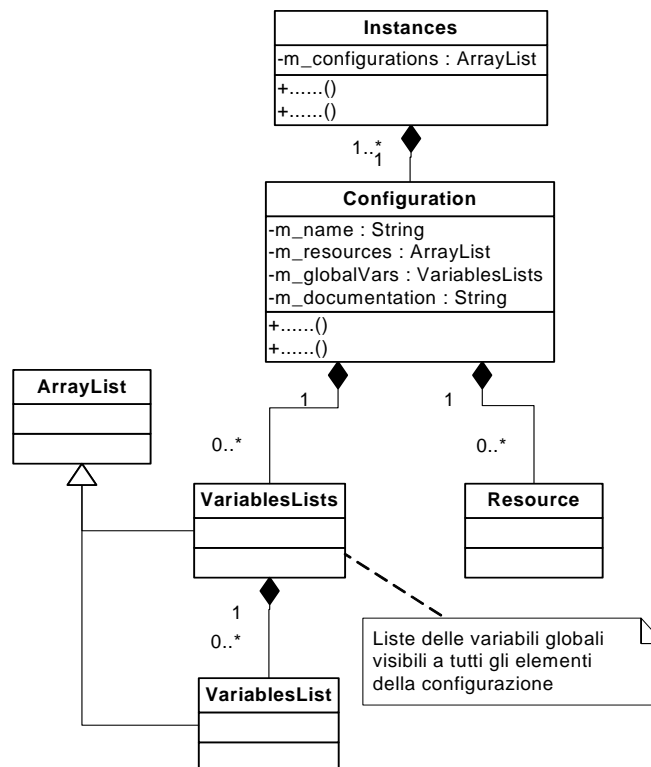 Instances
-m_configurations : ArrayList
+......()
+......()
1..*
1
Configuration
-m_name : String
-m_resources : ArrayList
-m_globalVars : VariablesLists
-m_documentation : String
+......()
+......()
ArrayList
1
1
0..*
0..*
VariablesLists
Resource
1
0..*
Liste delle variabili globali
visibili a tutti gli elementi
della configurazione
VariablesList